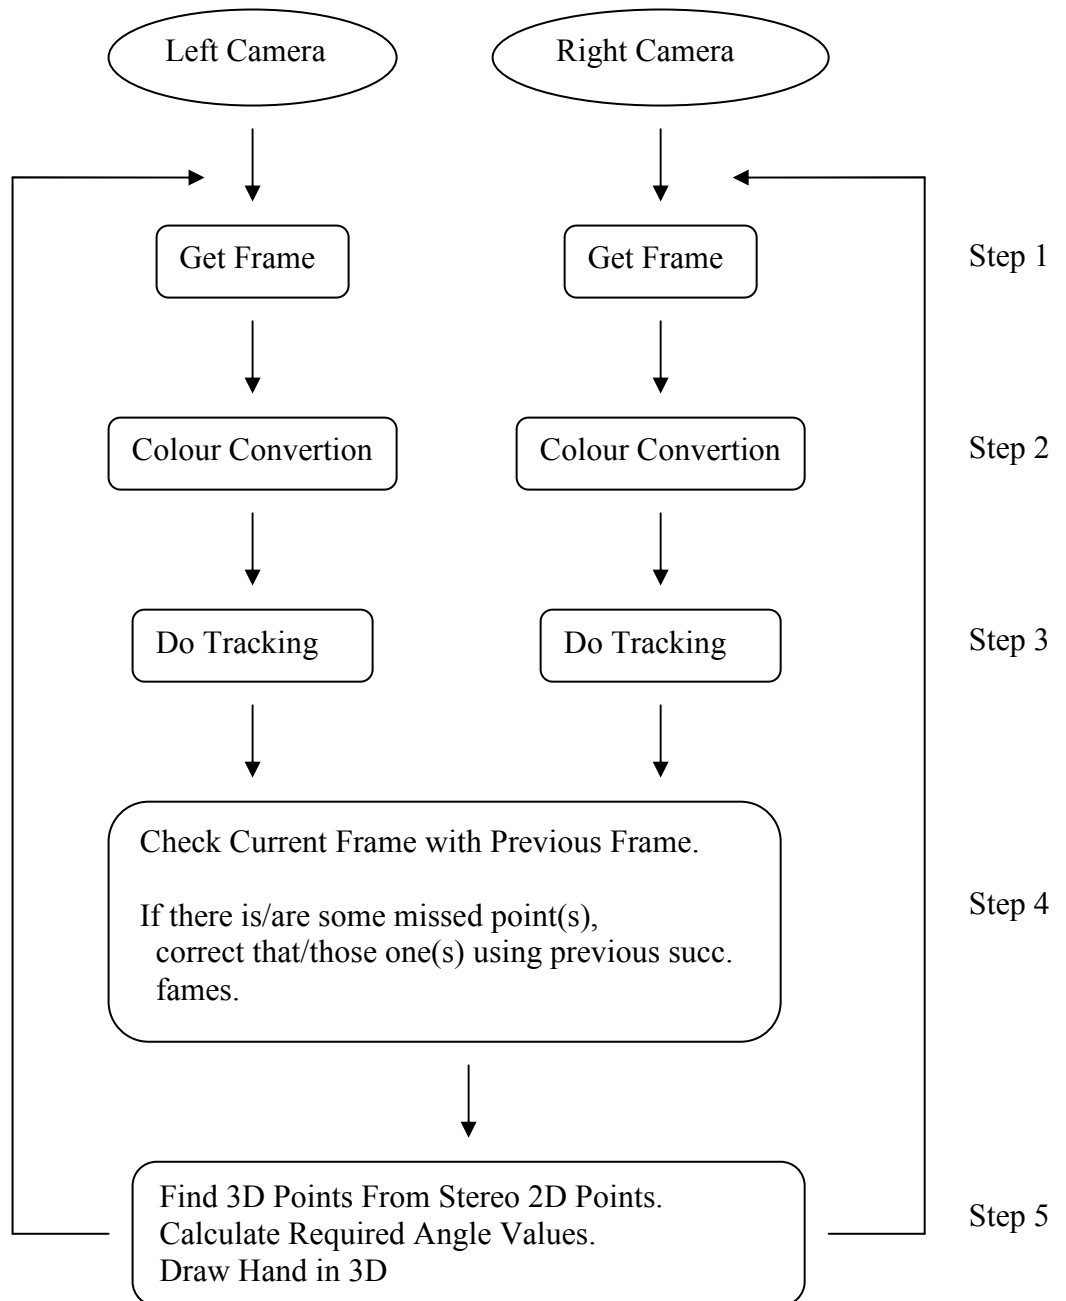 Left Camera
Right Camera
Get Frame
Get Frame
Step 1
Colour Convertion
Colour Convertion
Step 2
Do Tracking
Do Tracking
Step 3
Check Current Frame with Previous Frame.
If there is/are some missed point(s),
correct that/those one(s) using previous succ.
fames.
Step 4
Find 3D Points From Stereo 2D Points.
Calculate Required Angle Values.
Draw Hand in 3D
Step 5